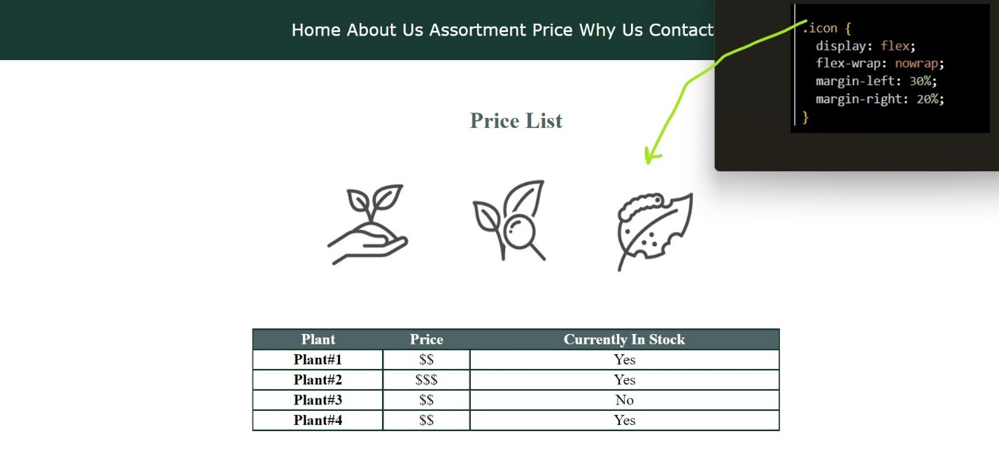 Home About Us Assortment Price Why Us Contact
.icon {
display: flex;
flex-wrap: nowrap;
margin-left: 30%;
margin-right: 20%;
}
Price List
Plant Price Currently In Stock
Plant#1 $$ Yes
Plant#2 $$$ Yes
Plant#3 $$ No
Plant#4 $$ Yes